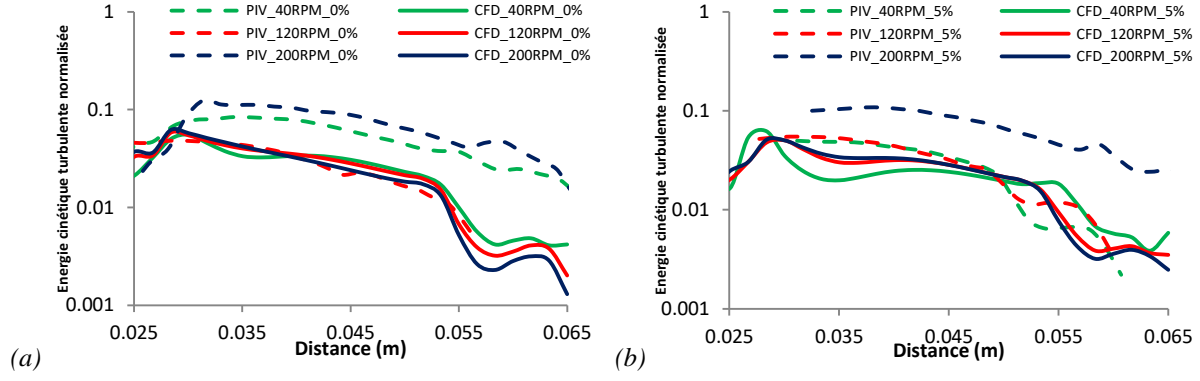 PIV_40RPM_0% CFD_40RPM_0%
PIV_120RPM_0% CFD_120RPM_0%
PIV_200RPM_0% CFD_200RPM_0%
Energie cinétique turbulente normalisée
1
0.1
0.01
0.001
0.025 0.035 0.045 0.055 0.065
Distance (m)
(a)
PIV_40RPM_5% CFD_40RPM_5%
PIV_120RPM_5% CFD_120RPM_5%
PIV_200RPM_5% CFD_200RPM_5%
Energie cinétique turbulente normalisée
1
0.1
0.01
0.001
0.025 0.035 0.045 0.055 0.065
Distance (m)
(b)